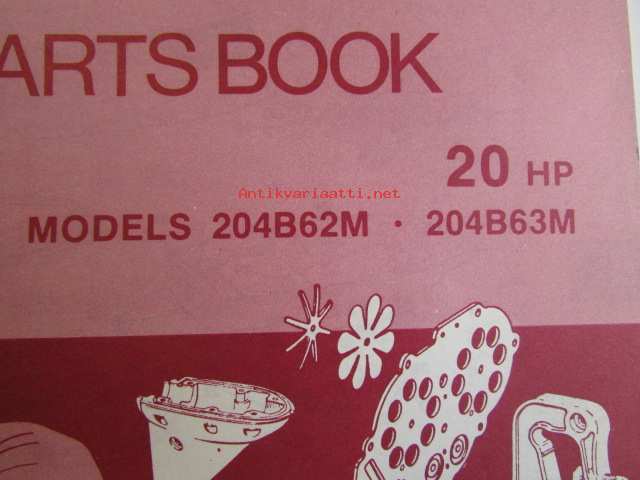 ARTS BOOK
20 HP
Antikvariaatti.net
MODELS 204B62M · 204B63M